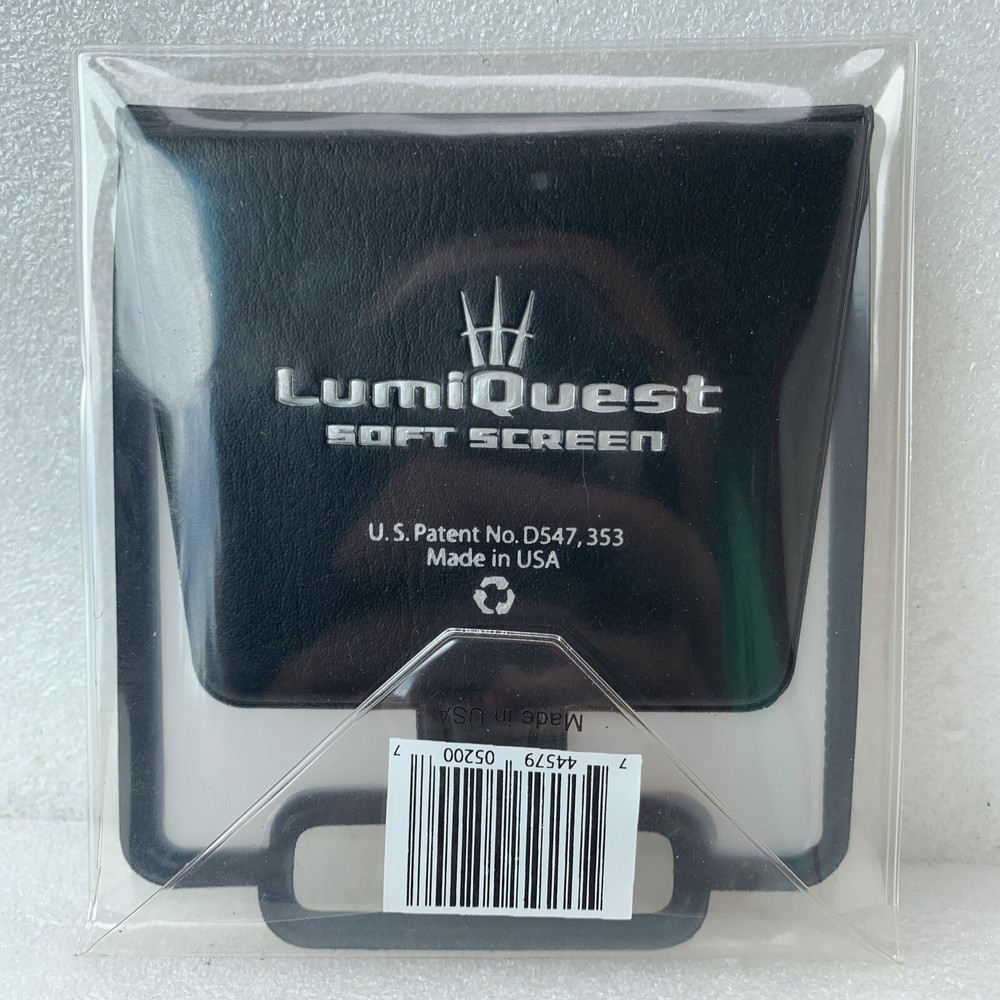 LumiQuest
SOFT SCREEN
U.S. Patent No. D547,353
Made in USA
Made in USA
7 44579 05200 7